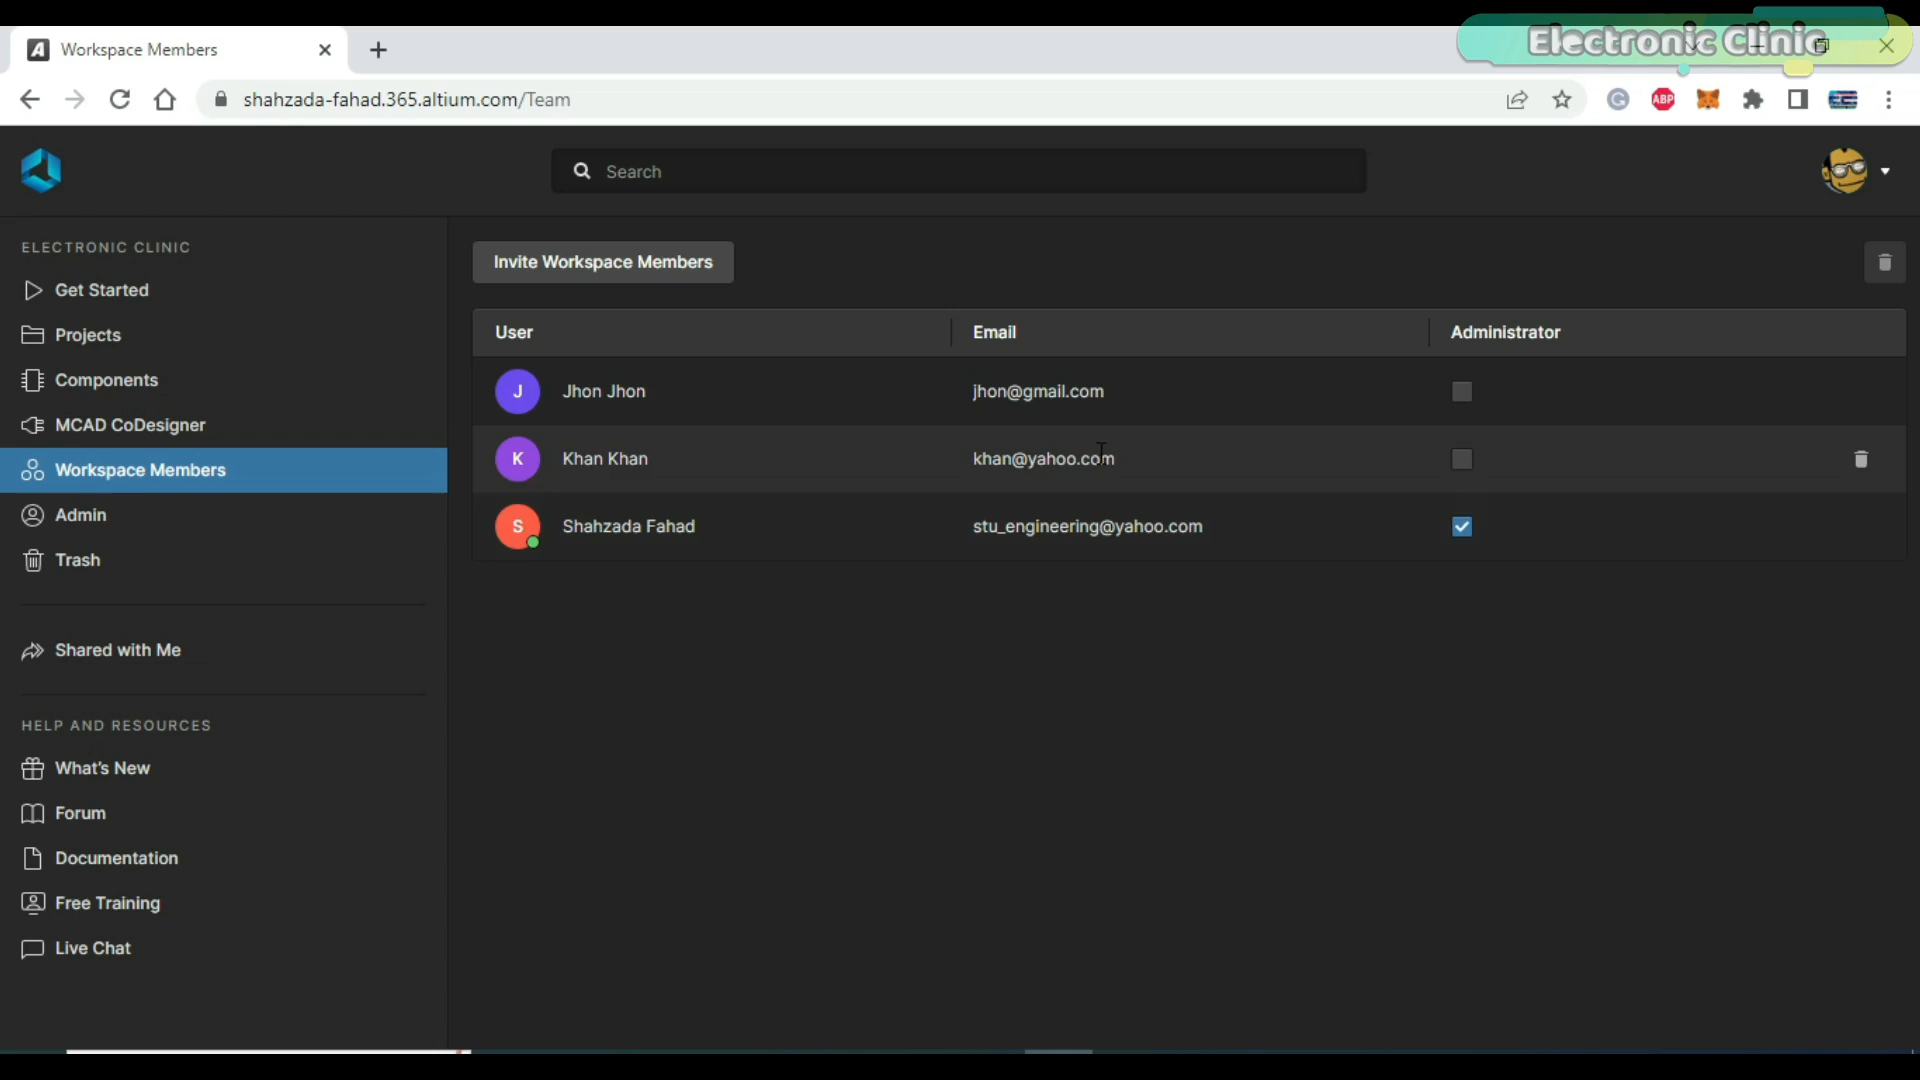 Workspace Members
Electronic Clinic
shahzada-fahad.365.altium.com/Team
ABP
Search
ELECTRONIC CLINIC
Get Started
Projects
Components
MCAD CoDesigner
Workspace Members
Admin
Trash
Shared with Me
HELP AND RESOURCES
What's New
Forum
Documentation
Free Training
Live Chat
Invite Workspace Members
User Email Administrator
J Jhon Jhon jhon@gmail.com
K Khan Khan khan@yahoo.com
S Shahzada Fahad stu_engineering@yahoo.com